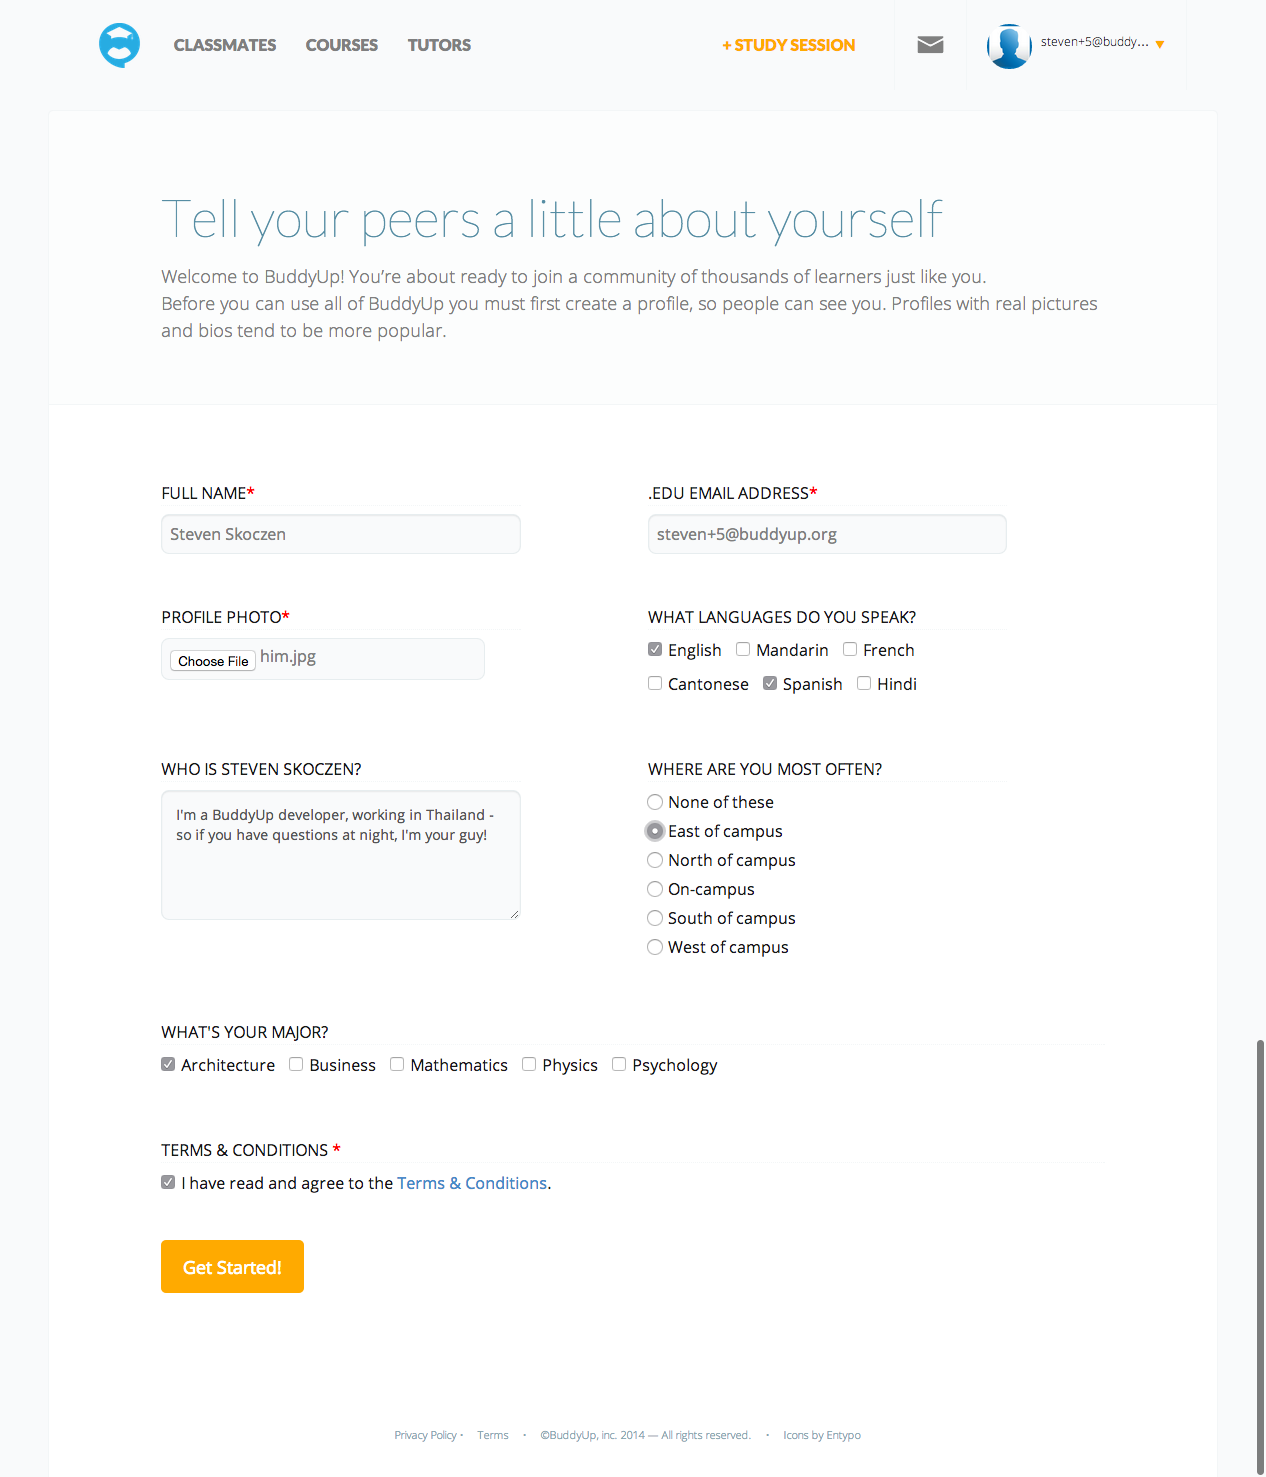 CLASSMATES COURSES TUTORS + STUDY SESSION steven+5@buddy...
Tell your peers a little about yourself
Welcome to BuddyUp! You’re about ready to join a community of thousands of learners just like you.
Before you can use all of BuddyUp you must first create a profile, so people can see you. Profiles with real pictures
and bios tend to be more popular.
FULL NAME*
Steven Skoczen
.EDU EMAIL ADDRESS*
steven+5@buddyup.org
PROFILE PHOTO*
Choose File him.jpg
WHAT LANGUAGES DO YOU SPEAK?
English Mandarin French
Cantonese Spanish Hindi
WHO IS STEVEN SKOCZEN?
I'm a BuddyUp developer, working in Thailand -
so if you have questions at night, I'm your guy!
WHERE ARE YOU MOST OFTEN?
None of these
East of campus
North of campus
On-campus
South of campus
West of campus
WHAT'S YOUR MAJOR?
Architecture Business Mathematics Physics Psychology
TERMS & CONDITIONS *
I have read and agree to the Terms & Conditions.
Get Started!
Privacy Policy • Terms • ©BuddyUp, inc. 2014 — All rights reserved. • Icons by Entypo